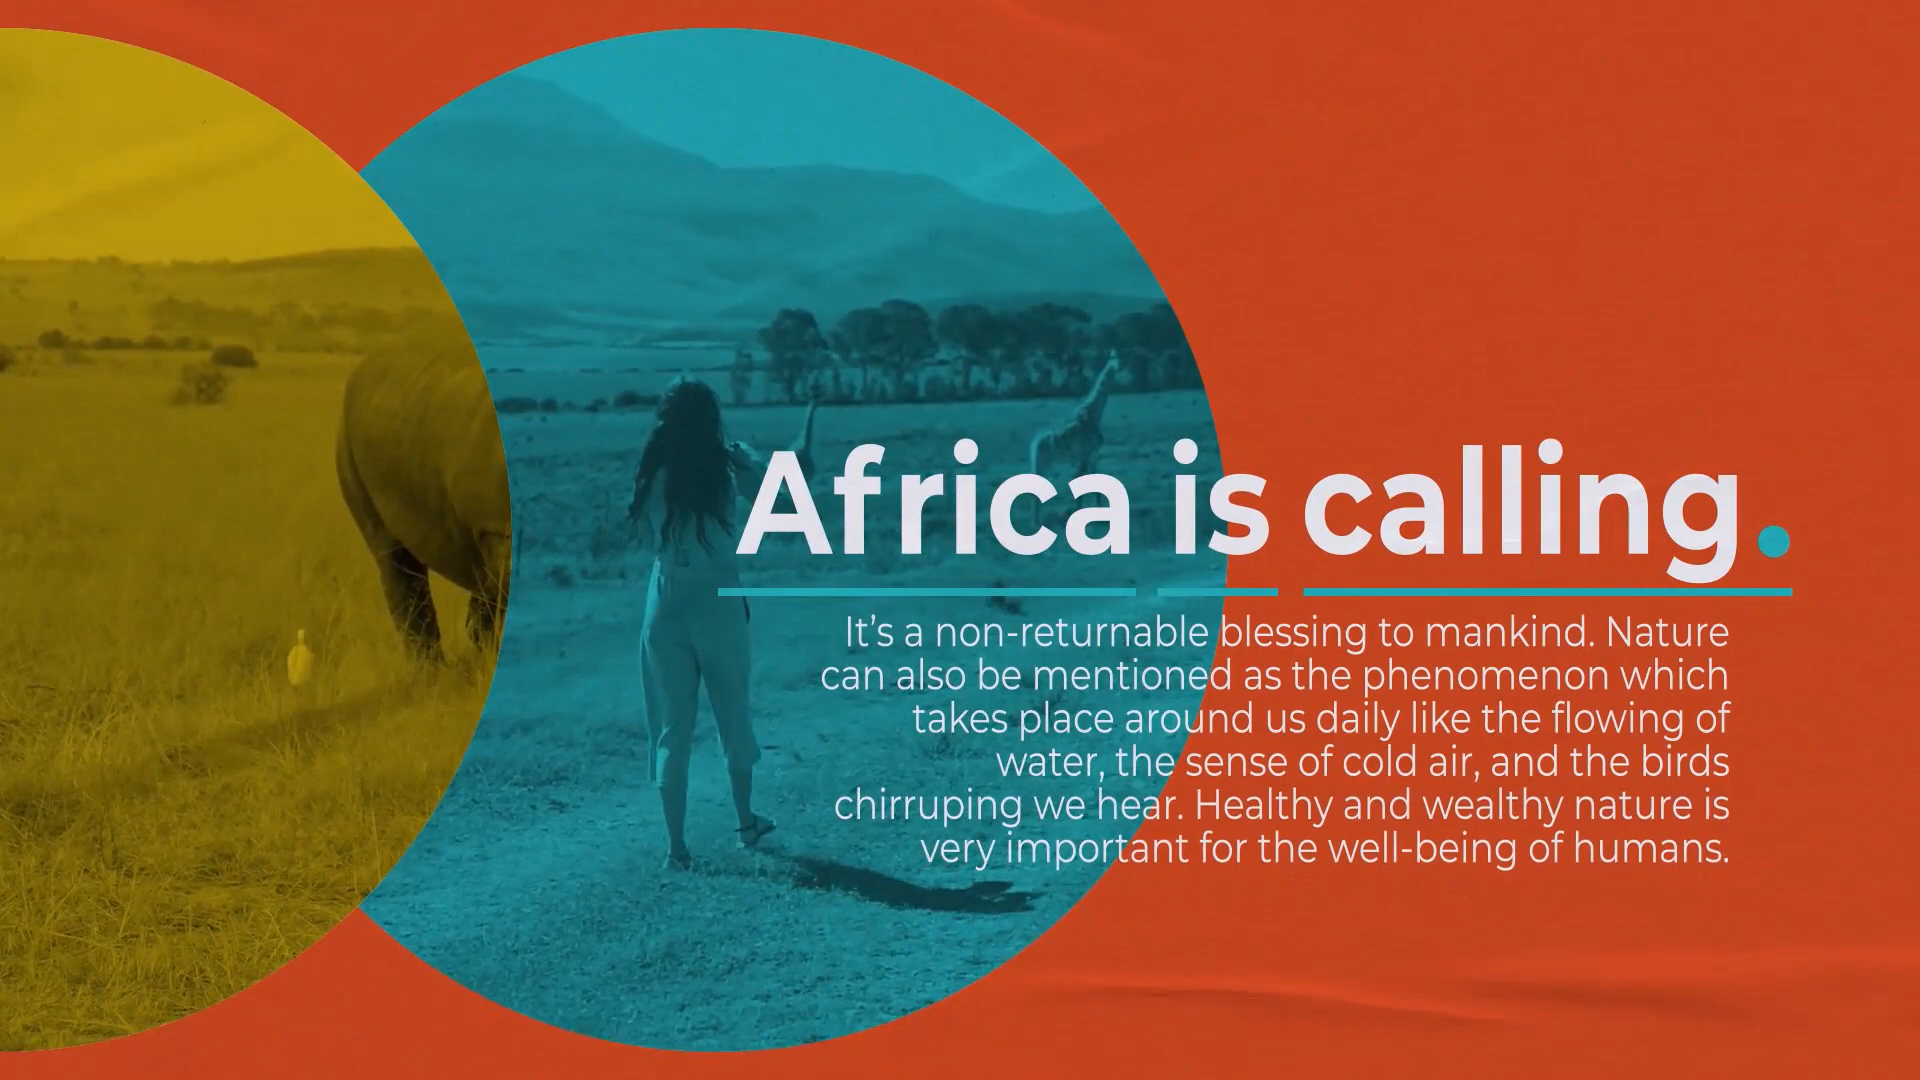 Africa is calling.
It’s a non-returnable blessing to mankind. Nature
can also be mentioned as the phenomenon which
takes place around us daily like the flowing of
water, the sense of cold air, and the birds
chirruping we hear. Healthy and wealthy nature is
very important for the well-being of humans.